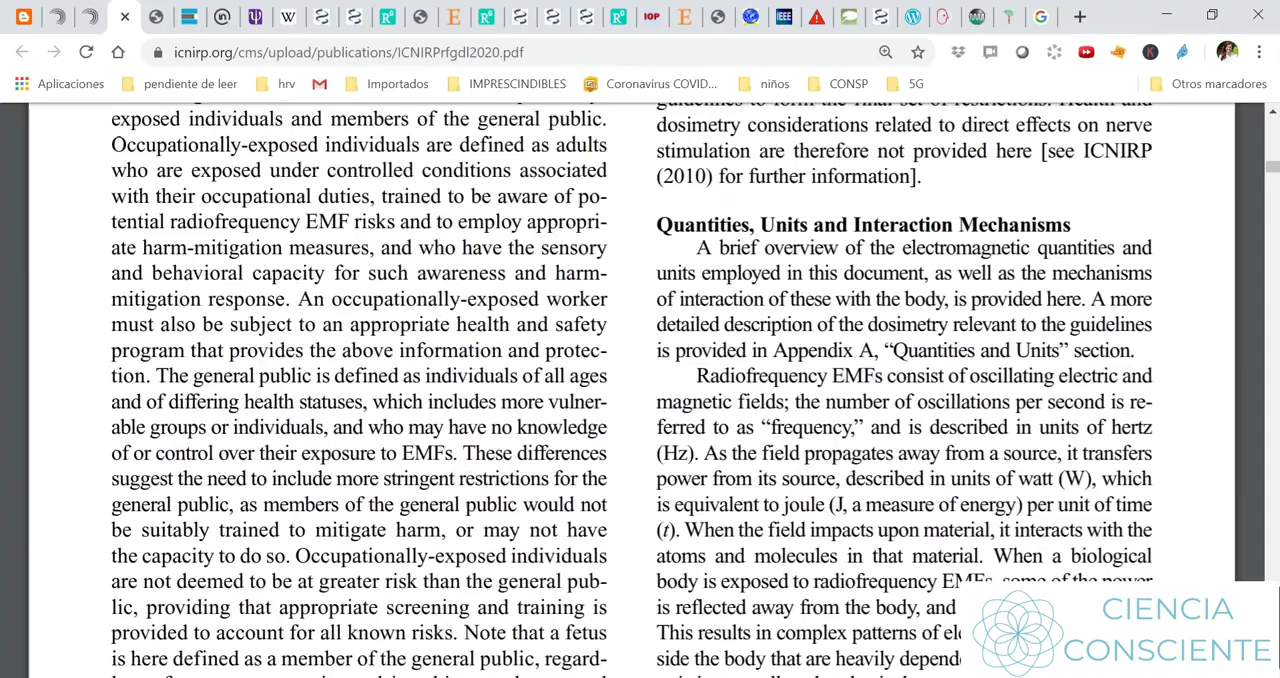 icnirp.org/cms/upload/publications/ICNIRPrfgdl2020.pdf
Aplicaciones pendiente de leer hrv Importados IMPRESCINDIBLES Coronavirus COVID... niños CONSP 5G Otros marcadores
exposed individuals and members of the general public.
Occupationally-exposed individuals are defined as adults
who are exposed under controlled conditions associated
with their occupational duties, trained to be aware of po-
tential radiofrequency EMF risks and to employ appropri-
ate harm-mitigation measures, and who have the sensory
and behavioral capacity for such awareness and harm-
mitigation response. An occupationally-exposed worker
must also be subject to an appropriate health and safety
program that provides the above information and protec-
tion. The general public is defined as individuals of all ages
and of differing health statuses, which includes more vulner-
able groups or individuals, and who may have no knowledge
of or control over their exposure to EMFs. These differences
suggest the need to include more stringent restrictions for the
general public, as members of the general public would not
be suitably trained to mitigate harm, or may not have
the capacity to do so. Occupationally-exposed individuals
are not deemed to be at greater risk than the general pub-
lic, providing that appropriate screening and training is
provided to account for all known risks. Note that a fetus
is here defined as a member of the general public, regard-
guidelines to form the final set of restrictions. Health and
dosimetry considerations related to direct effects on nerve
stimulation are therefore not provided here [see ICNIRP
(2010) for further information].
Quantities, Units and Interaction Mechanisms
A brief overview of the electromagnetic quantities and
units employed in this document, as well as the mechanisms
of interaction of these with the body, is provided here. A more
detailed description of the dosimetry relevant to the guidelines
is provided in Appendix A, “Quantities and Units” section.
Radiofrequency EMFs consist of oscillating electric and
magnetic fields; the number of oscillations per second is re-
ferred to as “frequency,” and is described in units of hertz
(Hz). As the field propagates away from a source, it transfers
power from its source, described in units of watt (W), which
is equivalent to joule (J, a measure of energy) per unit of time
(t). When the field impacts upon material, it interacts with the
atoms and molecules in that material. When a biological
body is exposed to radiofrequency EMFs, some of the power
is reflected away from the body, and
This results in complex patterns of
side the body that are heavily
CIENCIA
CONSCIENTE